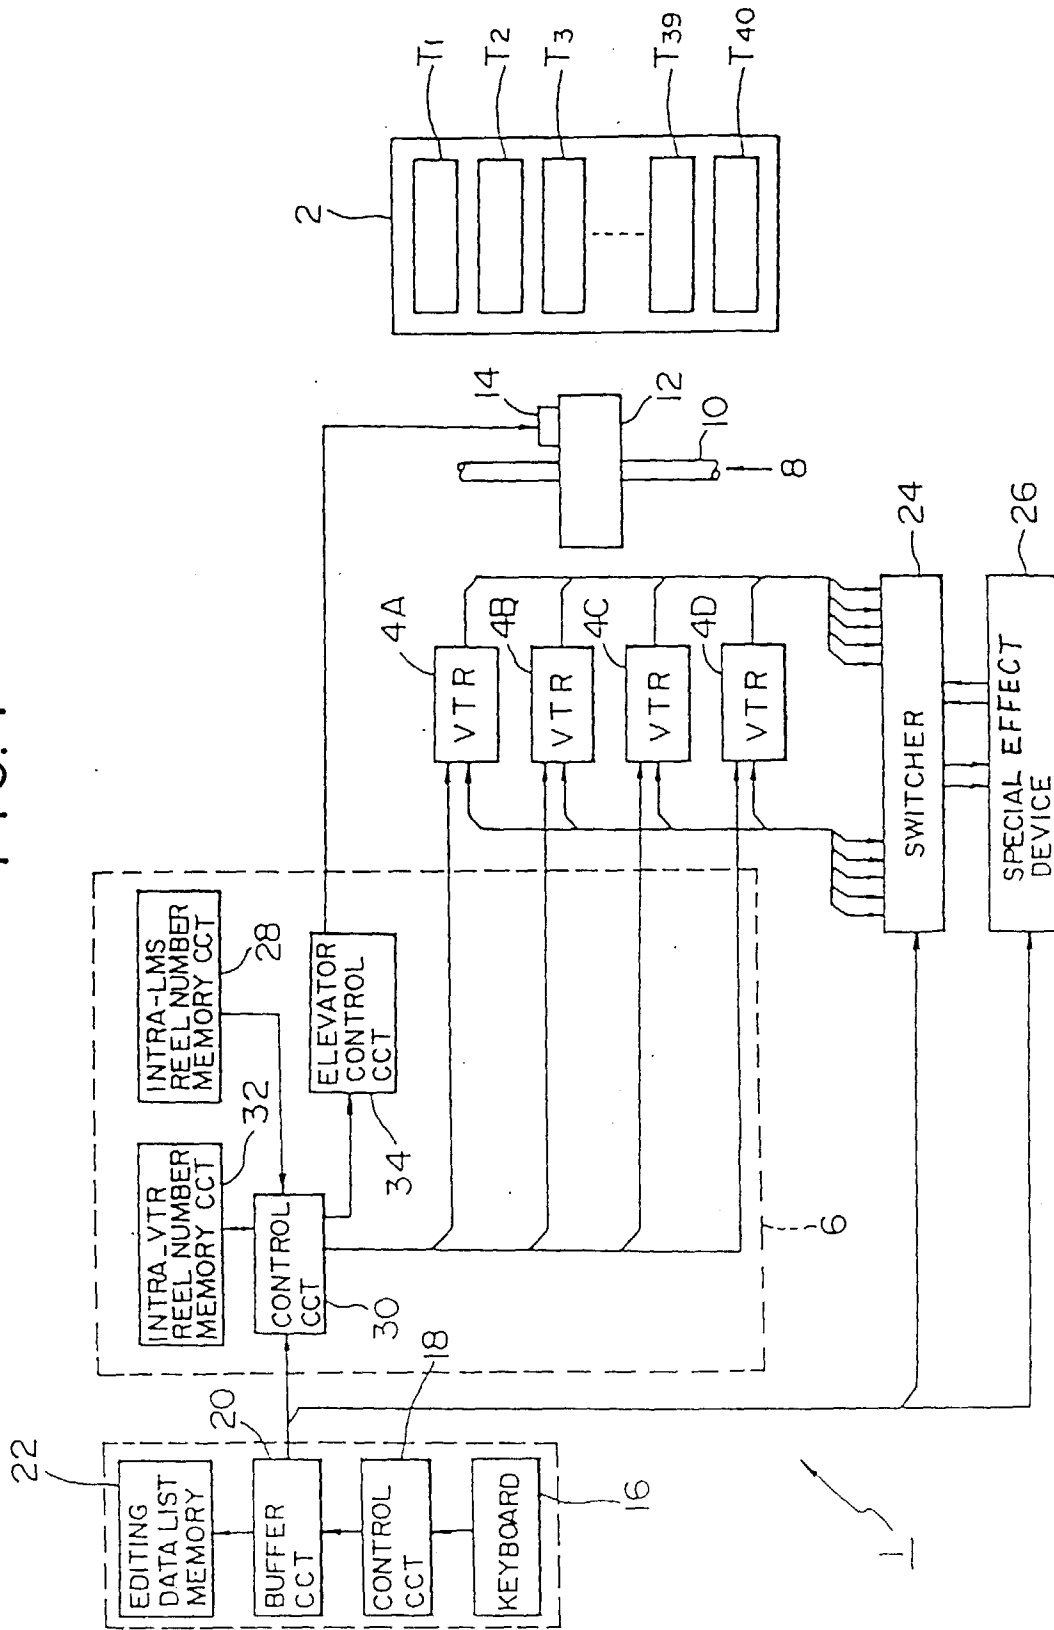 FIG. 1
22
EDITING
DATA LIST
MEMORY
20
BUFFER
CCT
18
CONTROL
CCT
KEYBOARD
16
INTRA_VTR
REEL NUMBER
MEMORY CCT
32
INTRA-LMS
REEL NUMBER
MEMORY CCT
28
CONTROL
CCT
30
ELEVATOR
CONTROL
CCT
34
6
4A
VTR
4B
VTR
4C
VTR
4D
VTR
14
12
10
8
2
T1
T2
T3
T39
T40
SWITCHER
24
SPECIAL EFFECT
DEVICE
26
1